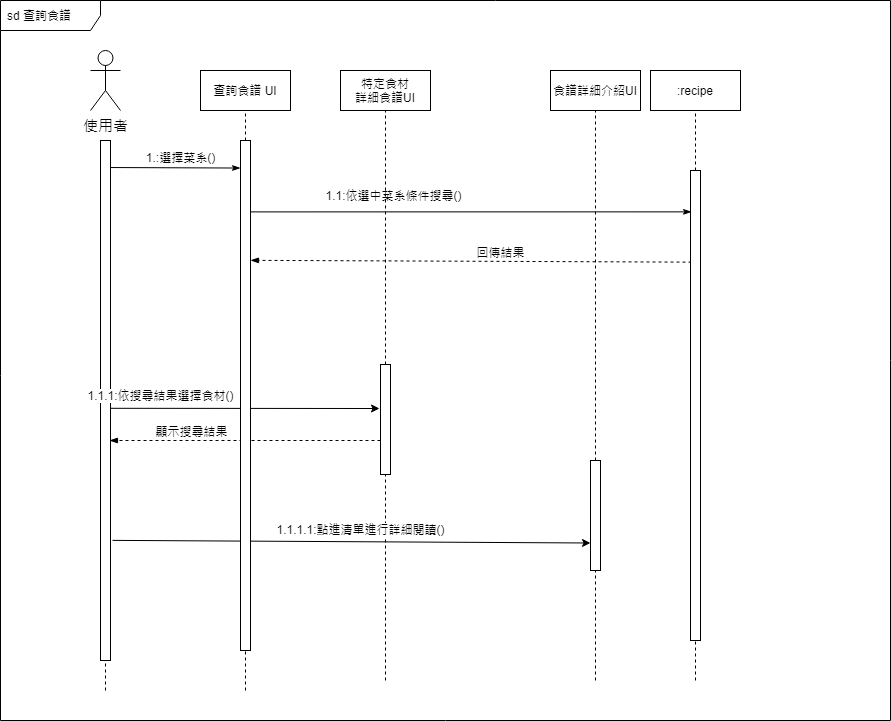 sd 查詢食譜
使用者
查詢食譜 UI
特定食材
詳細食譜UI
食譜詳細介紹UI
:recipe
1.:選擇菜系()
1.1:依選中菜系條件搜尋()
回傳結果
1.1.1:依搜尋結果選擇食材()
顯示搜尋結果
1.1.1.1:點進清單進行詳細閱讀()